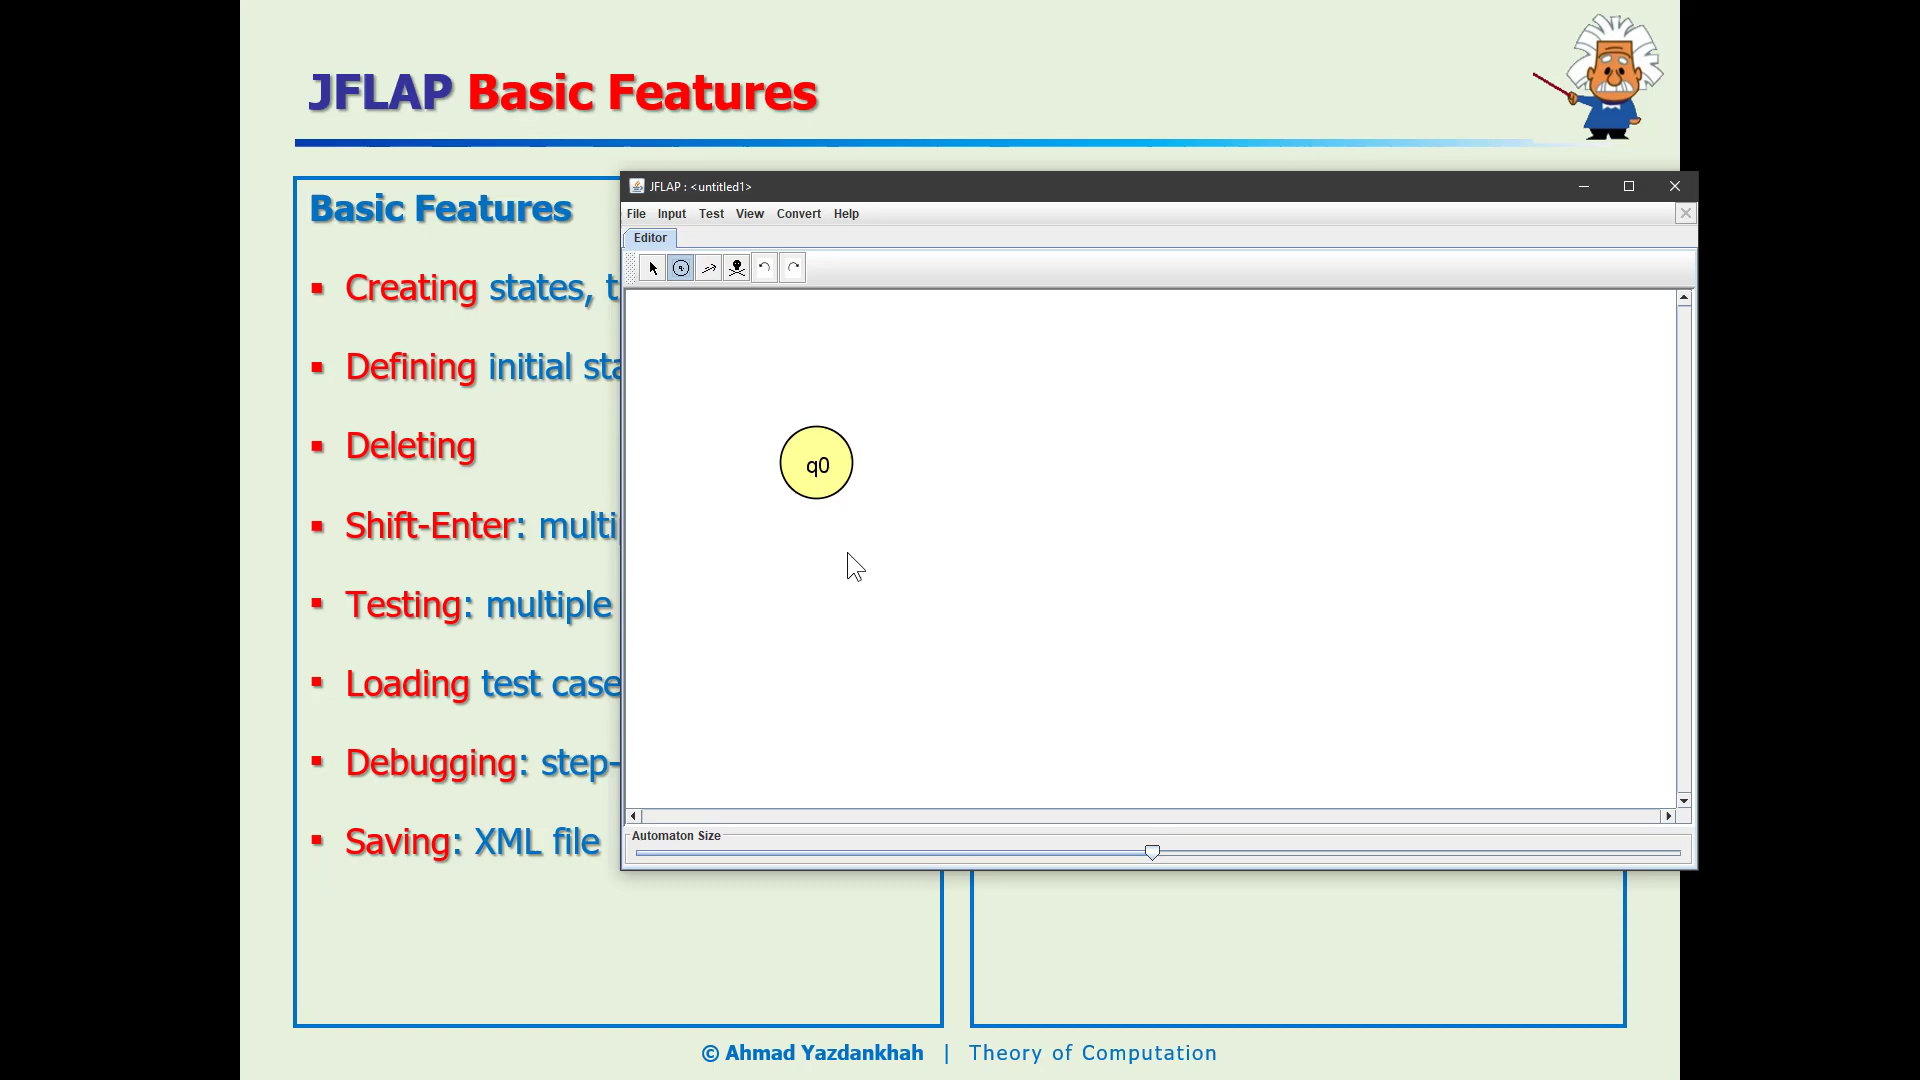 JFLAP Basic Features
Basic Features
Creating states, t
Defining initial sta
Deleting
Shift-Enter: multi
Testing: multiple
Loading test case
Debugging: step-
Saving: XML file
JFLAP : <untitled1>
File Input Test View Convert Help
Editor
q0
Automaton Size
© Ahmad Yazdankhah | Theory of Computation